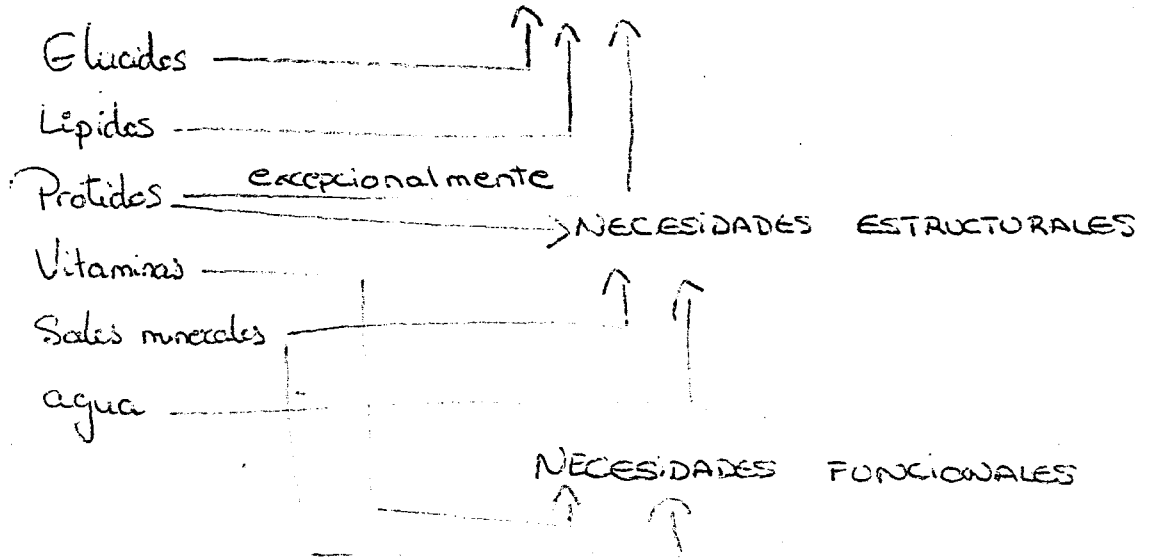 Glucidos
Lipidos
Protidos excepcionalmente
NECESIDADES ESTRUCTURALES
Vitaminas
Sales minerales
agua
NECESIDADES FUNCIONALES